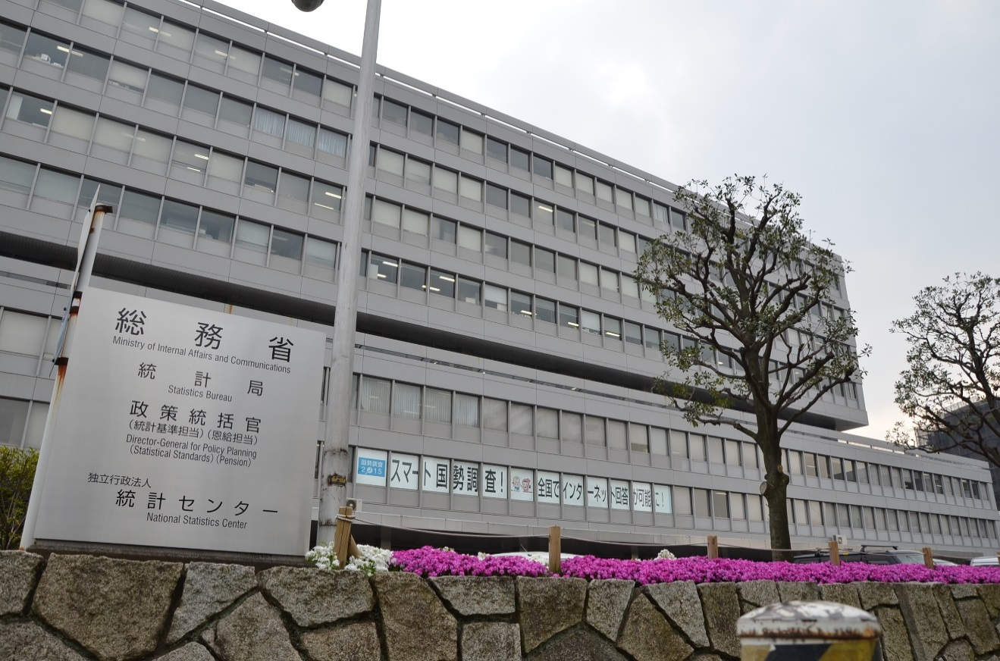 総務省
Ministry of Internal Affairs and Communications
統計局
Statistics Bureau
政策統括官
(統計基準担当)(恩給担当)
Director-General for Policy Planning
(Statistical Standards)(Pension)
独立行政法人
統計センター
National Statistics Center
国勢調査
2015
スマート国勢調査! 全国でインターネット回答が可能に!